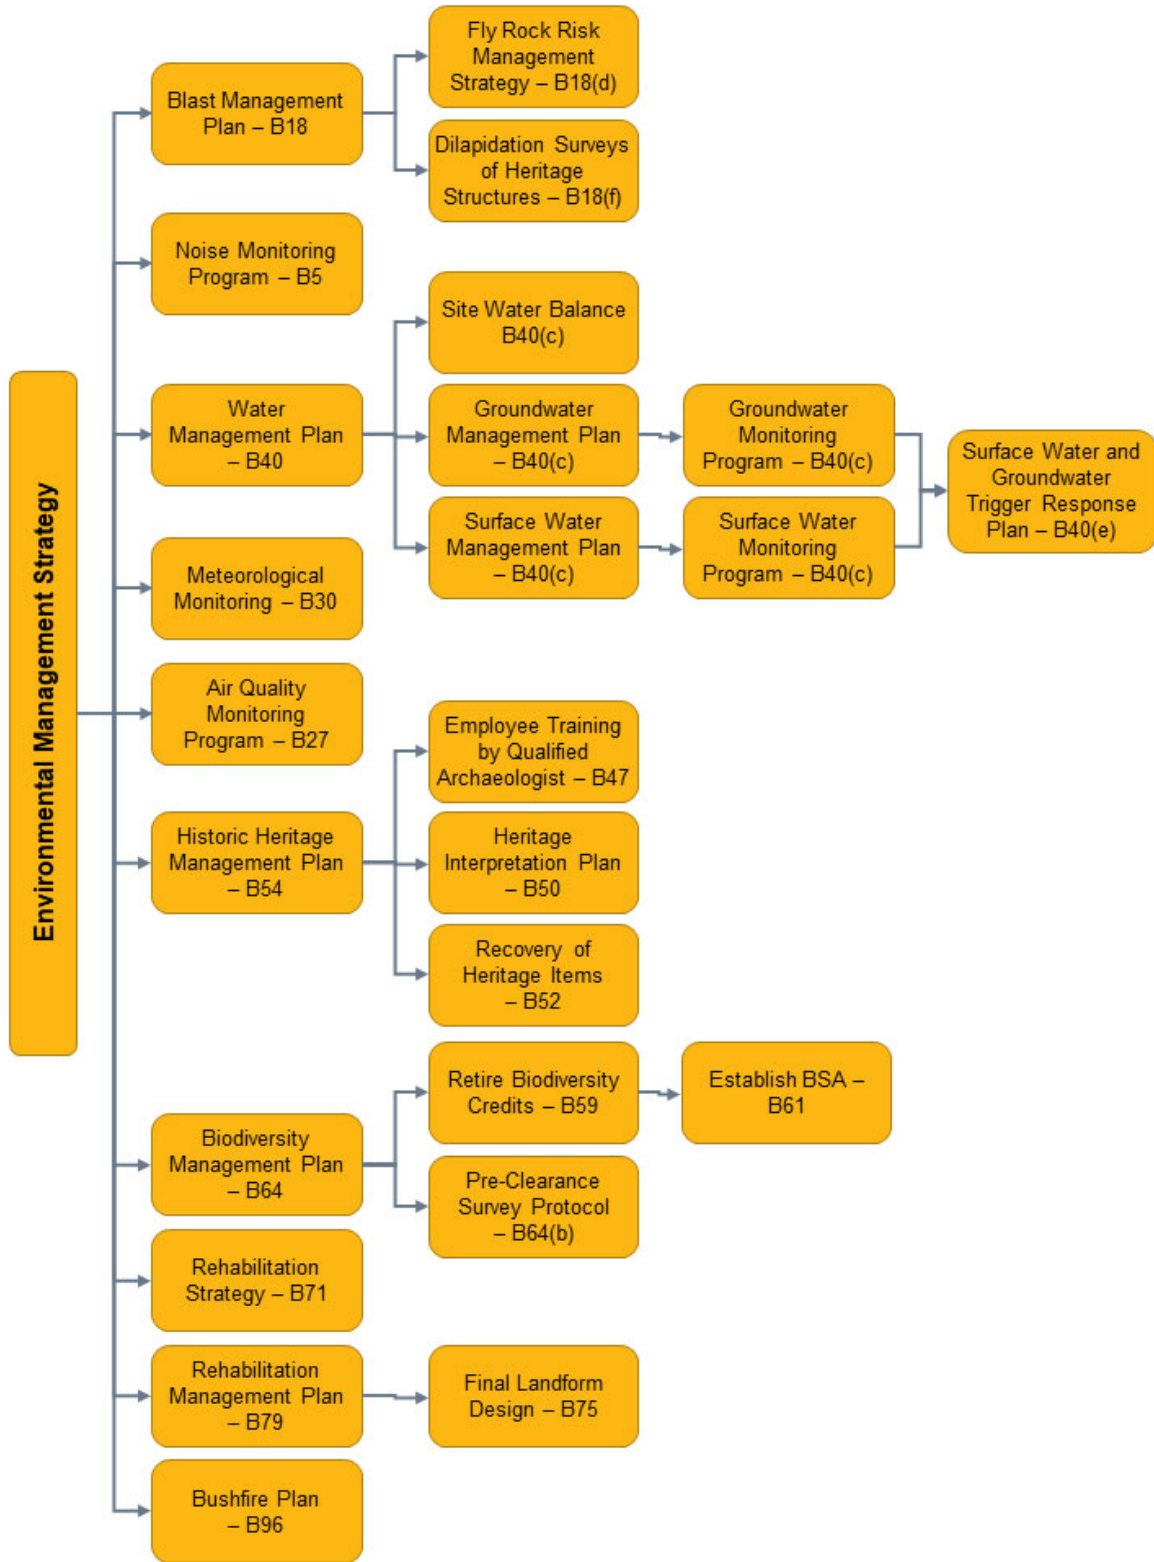 Environmental Management Strategy
Blast Management
Plan – B18
Fly Rock Risk
Management
Strategy – B18(d)
Dilapidation Surveys
of Heritage
Structures – B18(f)
Noise Monitoring
Program – B5
Water
Management Plan
– B40
Site Water Balance
B40(c)
Groundwater
Management Plan
– B40(c)
Groundwater
Monitoring
Program – B40(c)
Surface Water
Management Plan
– B40(c)
Surface Water
Monitoring
Program – B40(c)
Surface Water and
Groundwater
Trigger Response
Plan – B40(e)
Meteorological
Monitoring – B30
Air Quality
Monitoring
Program – B27
Historic Heritage
Management Plan
– B54
Employee Training
by Qualified
Archaeologist – B47
Heritage
Interpretation Plan
– B50
Recovery of
Heritage Items
– B52
Biodiversity
Management Plan
– B64
Retire Biodiversity
Credits – B59
Establish BSA –
B61
Pre-Clearance
Survey Protocol
– B64(b)
Rehabilitation
Strategy – B71
Rehabilitation
Management Plan
– B79
Final Landform
Design – B75
Bushfire Plan
– B96